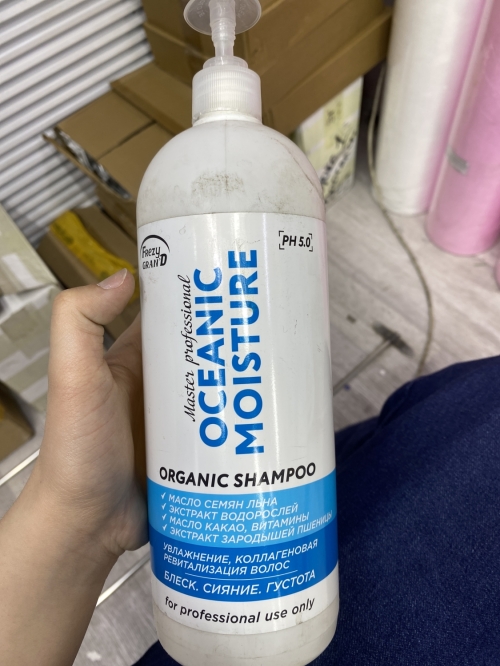 FREZY
GRAND
PH 5.0
Master professional
OCEANIC
MOISTURE
ORGANIC SHAMPOO
✓ МАСЛО СЕМЯН ЛЬНА
✓ ЭКСТРАКТ ВОДОРОСЛЕЙ
✓ МАСЛО КАКАО, ВИТАМИНЫ
✓ ЭКСТРАКТ ЗАРОДЫШЕЙ ПШЕНИЦЫ
УВЛАЖНЕНИЕ, КОЛЛАГЕНОВАЯ
РЕВИТАЛИЗАЦИЯ ВОЛОС
БЛЕСК. СИЯНИЕ. ГУСТОТА
for professional use only